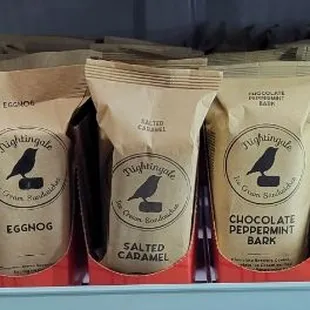 EGGNOG
Nightingale
Ice Cream Sandwiches
EGGNOG
SALTED
CARAMEL
Nightingale
Ice Cream Sandwiches
SALTED
CARAMEL
CHOCOLATE
PEPPERMINT
BARK
Nightingale
Ice Cream Sandwiches
CHOCOLATE
PEPPERMINT
BARK